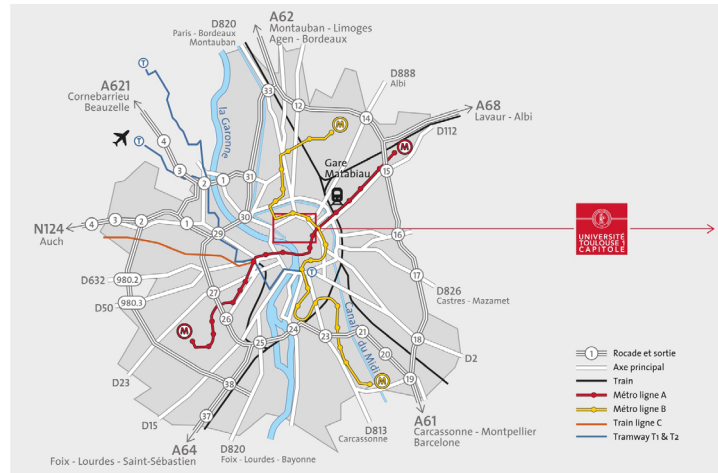 D820
Paris - Bordeaux
Montauban
A62
Montauban - Limoges
Agen - Bordeaux
D888
Albi
A68
Lavaur - Albi
D112
A621
Cornebarrieu
Beauzelle
T
T
la Garonne
33
12
14
M
M
15
4
3
2
1
31
30
Gare
Matabiau
N124
Auch
4
3
2
1
29
16
UNIVERSITÉ
TOULOUSE 1
CAPITOLE
D632
980.2
980.3
D50
27
26
T
17
D826
Castres - Mazamet
M
Canal du Midi
25
24
23
21
20
18
19
M
D2
D23
D15
38
37
A64
Foix - Lourdes - Saint-Sébastien
D820
Foix - Lourdes - Bayonne
D813
Carcassonne
A61
Carcassonne - Montpellier
Barcelone
1 Rocade et sortie
Axe principal
Train
Métro ligne A
Métro ligne B
Train ligne C
Tramway T1 & T2